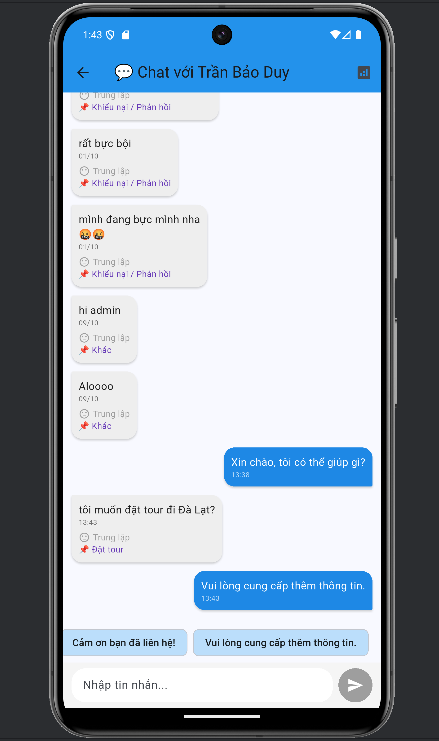 1:43
💬 Chat với Trần Bảo Duy
Trung lập
📌 Khiếu nại / Phản hồi
rất bực bội
01/10
Trung lập
📌 Khiếu nại / Phản hồi
mình đang bực mình nha
🤬🤬
01/10
Trung lập
📌 Khiếu nại / Phản hồi
hi admin
09/10
Trung lập
📌 Khác
Aloooo
09/10
Trung lập
📌 Khác
Xin chào, tôi có thể giúp gì?
13:38
tôi muốn đặt tour đi Đà Lạt?
13:43
Trung lập
📌 Đặt tour
Vui lòng cung cấp thêm thông tin.
13:43
Cảm ơn bạn đã liên hệ!
Vui lòng cung cấp thêm thông tin.
Nhập tin nhắn...